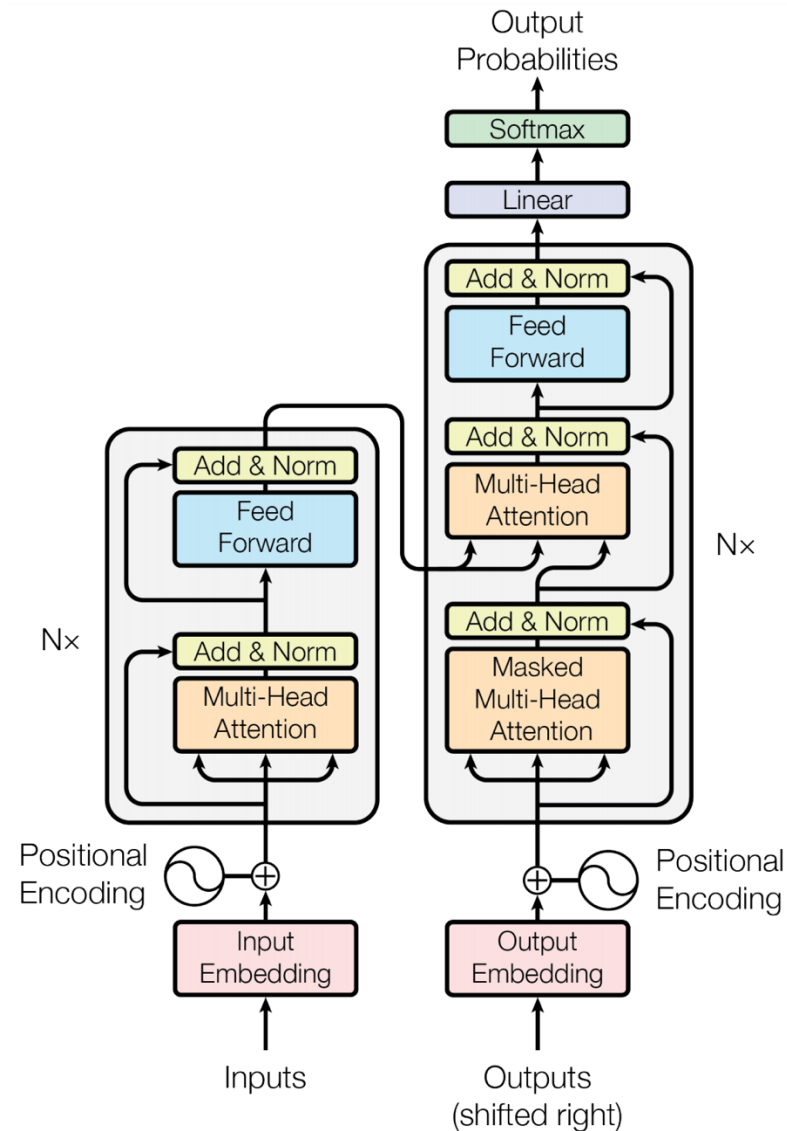 Output
Probabilities
Softmax
Linear
Add & Norm
Feed
Forward
Add & Norm
Multi-Head
Attention
Nx
Add & Norm
Masked
Multi-Head
Attention
Positional
Encoding
Output
Embedding
Outputs
(shifted right)
Add & Norm
Feed
Forward
Nx
Add & Norm
Multi-Head
Attention
Positional
Encoding
Input
Embedding
Inputs